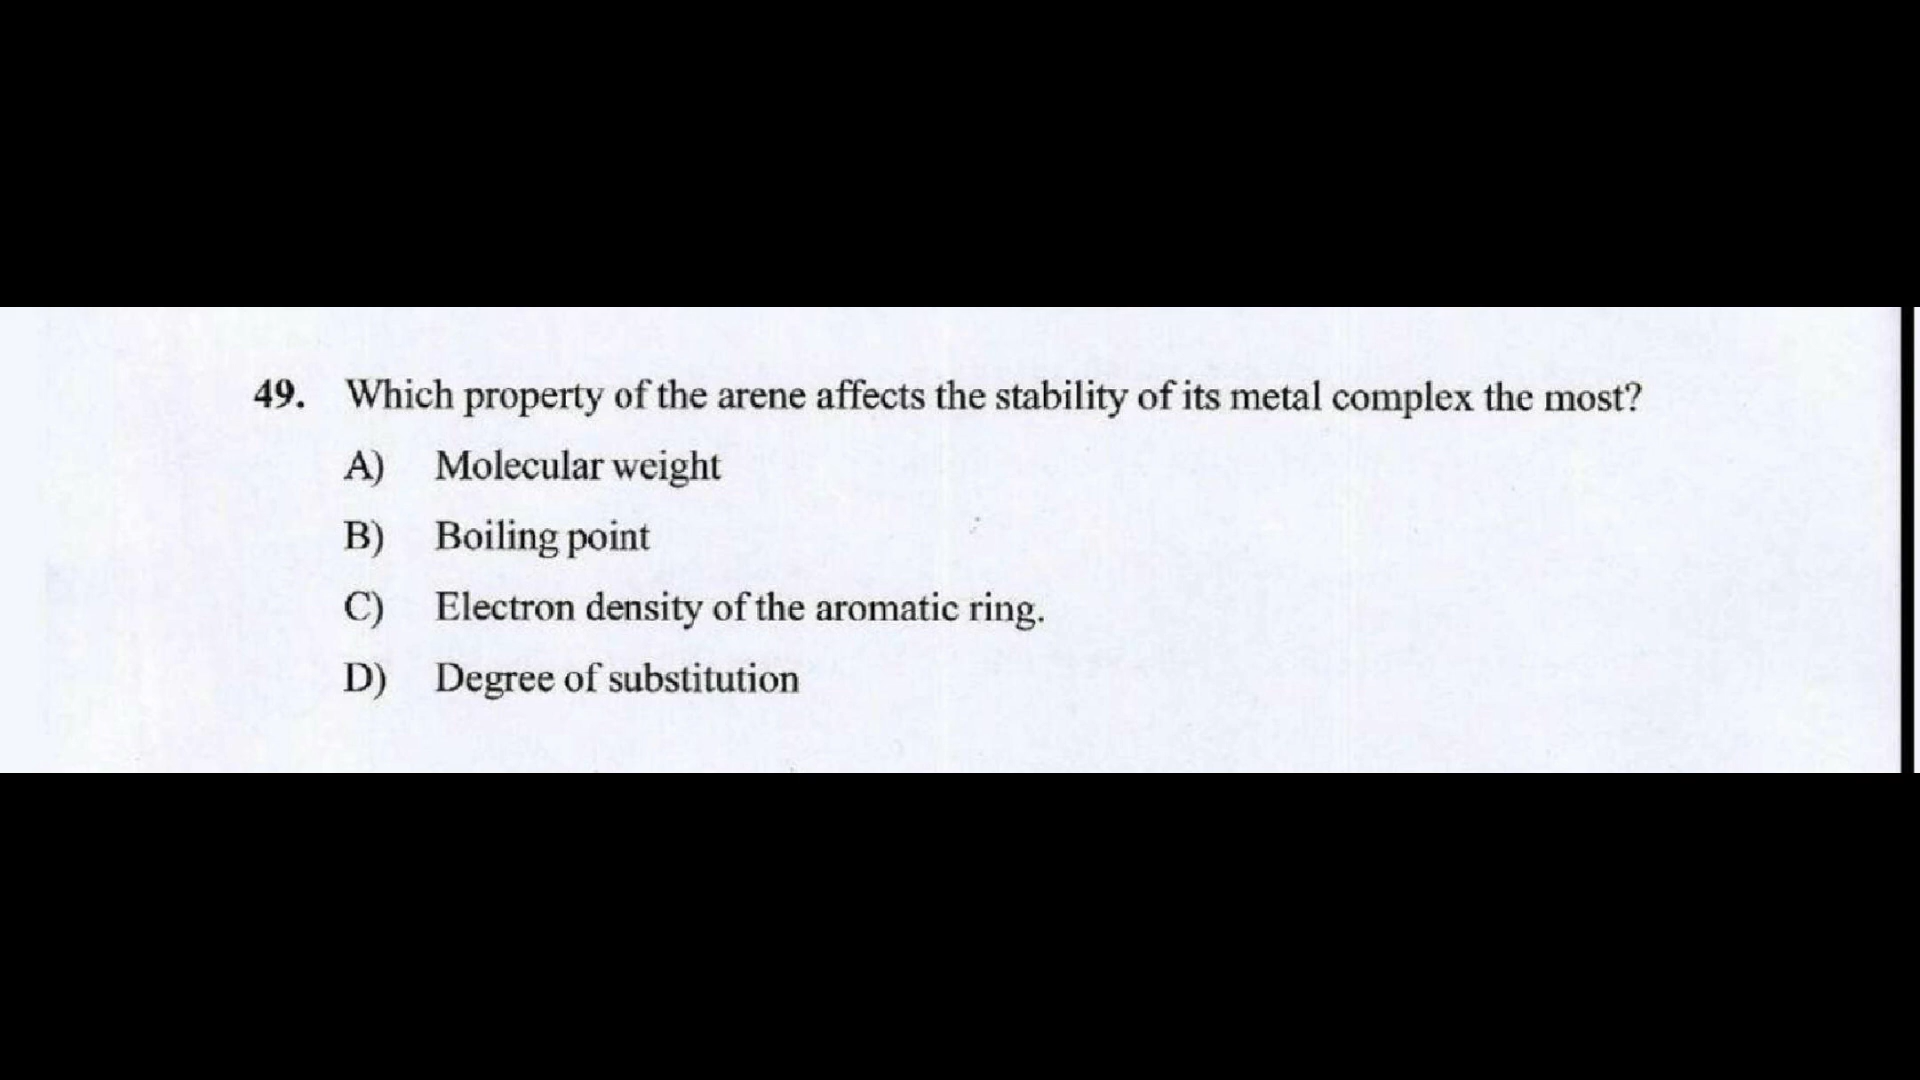 49. Which property of the arene affects the stability of its metal complex the most?
A) Molecular weight
B) Boiling point
C) Electron density of the aromatic ring.
D) Degree of substitution